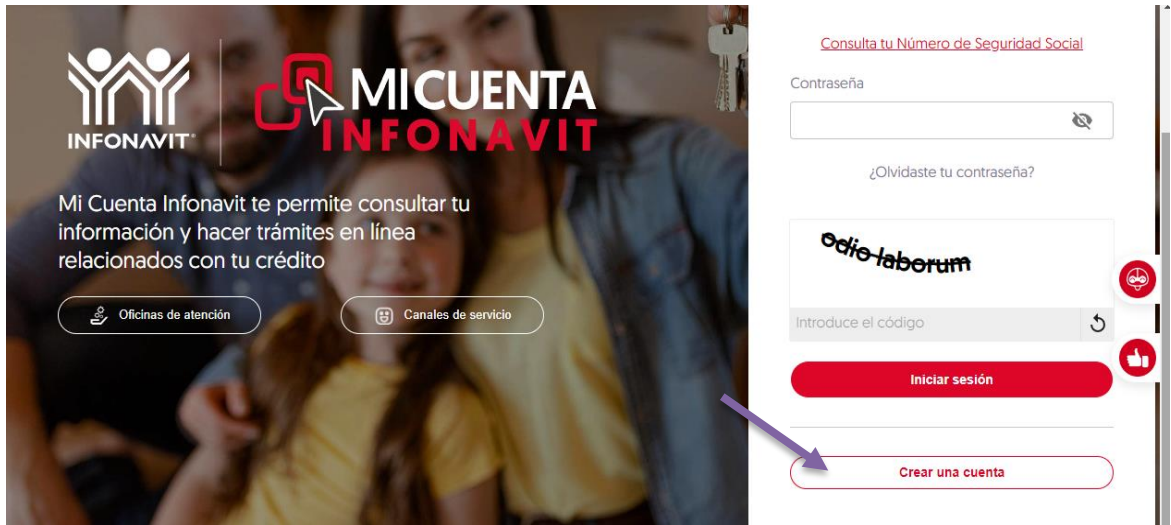 INFONAVIT
MI CUENTA
INFONAVIT
Mi Cuenta Infonavit te permite consultar tu
información y hacer trámites en línea
relacionados con tu crédito
Oficinas de atención
Canales de servicio
Consulta tu Número de Seguridad Social
Contraseña
¿Olvidaste tu contraseña?
odio laborum
Introduce el código
Iniciar sesión
Crear una cuenta